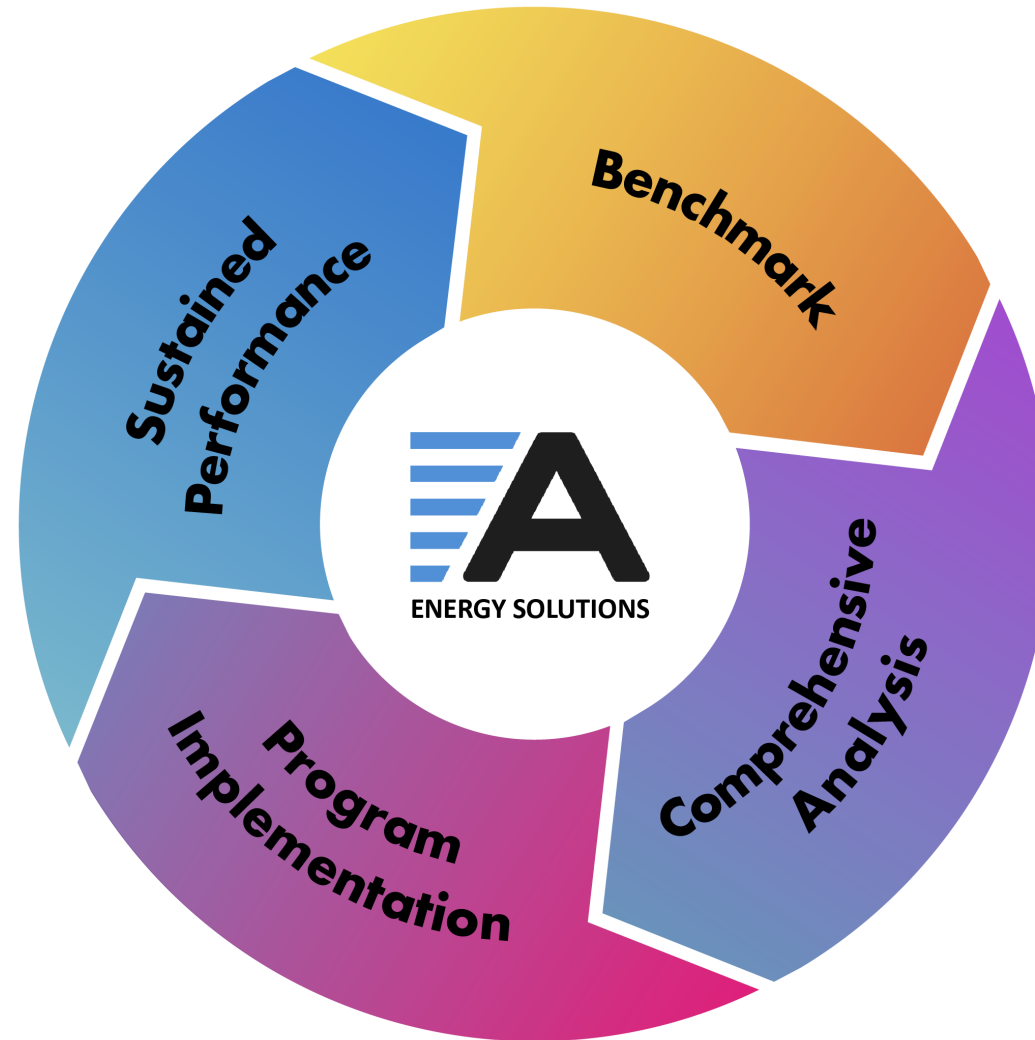 Benchmark
Comprehensive
Analysis
Program
Implementation
Sustained
Performance
A
ENERGY SOLUTIONS